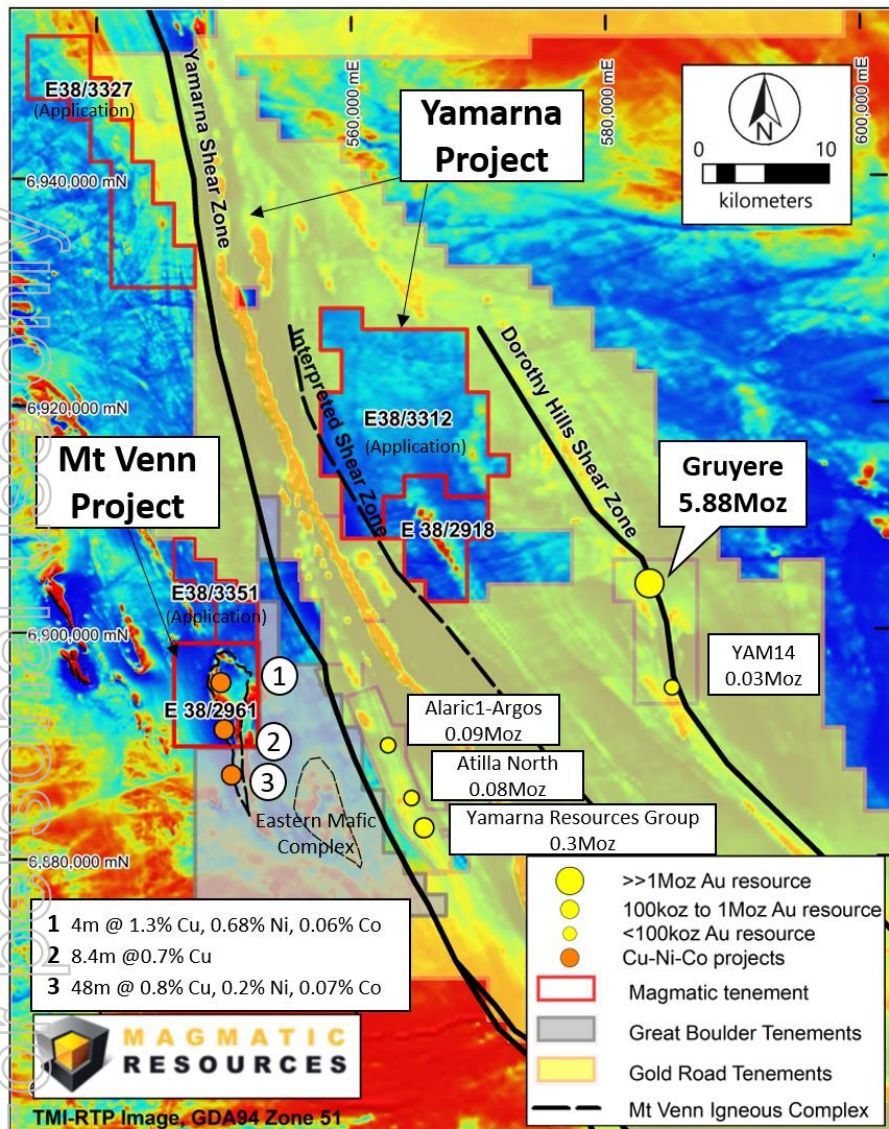 E38/3327
(Application)
Yamarna Shear Zone
560,000 mE
580,000 mE
600,000 mE
Yamarna
Project
N
0 10
kilometers
6,940,000 mN
Interpreted Shear Zone
Dorothy Hills Shear Zone
6,920,000 mN
E38/3312
(Application)
Mt Venn
Project
Gruyere
5.88Moz
E 38/2918
E38/3351
(Application)
6,900,000 mN
YAM14
0.03Moz
1
E 38/2961
2
3
Alaric1-Argos
0.09Moz
Atilla North
0.08Moz
Eastern Mafic
Complex
Yamarna Resources Group
0.3Moz
6,880,000 mN
1 4m @ 1.3% Cu, 0.68% Ni, 0.06% Co
2 8.4m @0.7% Cu
3 48m @ 0.8% Cu, 0.2% Ni, 0.07% Co
>>1Moz Au resource
100koz to 1Moz Au resource
<100koz Au resource
Cu-Ni-Co projects
Magmatic tenement
Great Boulder Tenements
Gold Road Tenements
Mt Venn Igneous Complex
MAGMATIC
RESOURCES
TMI-RTP Image, GDA94 Zone 51
For personal use only